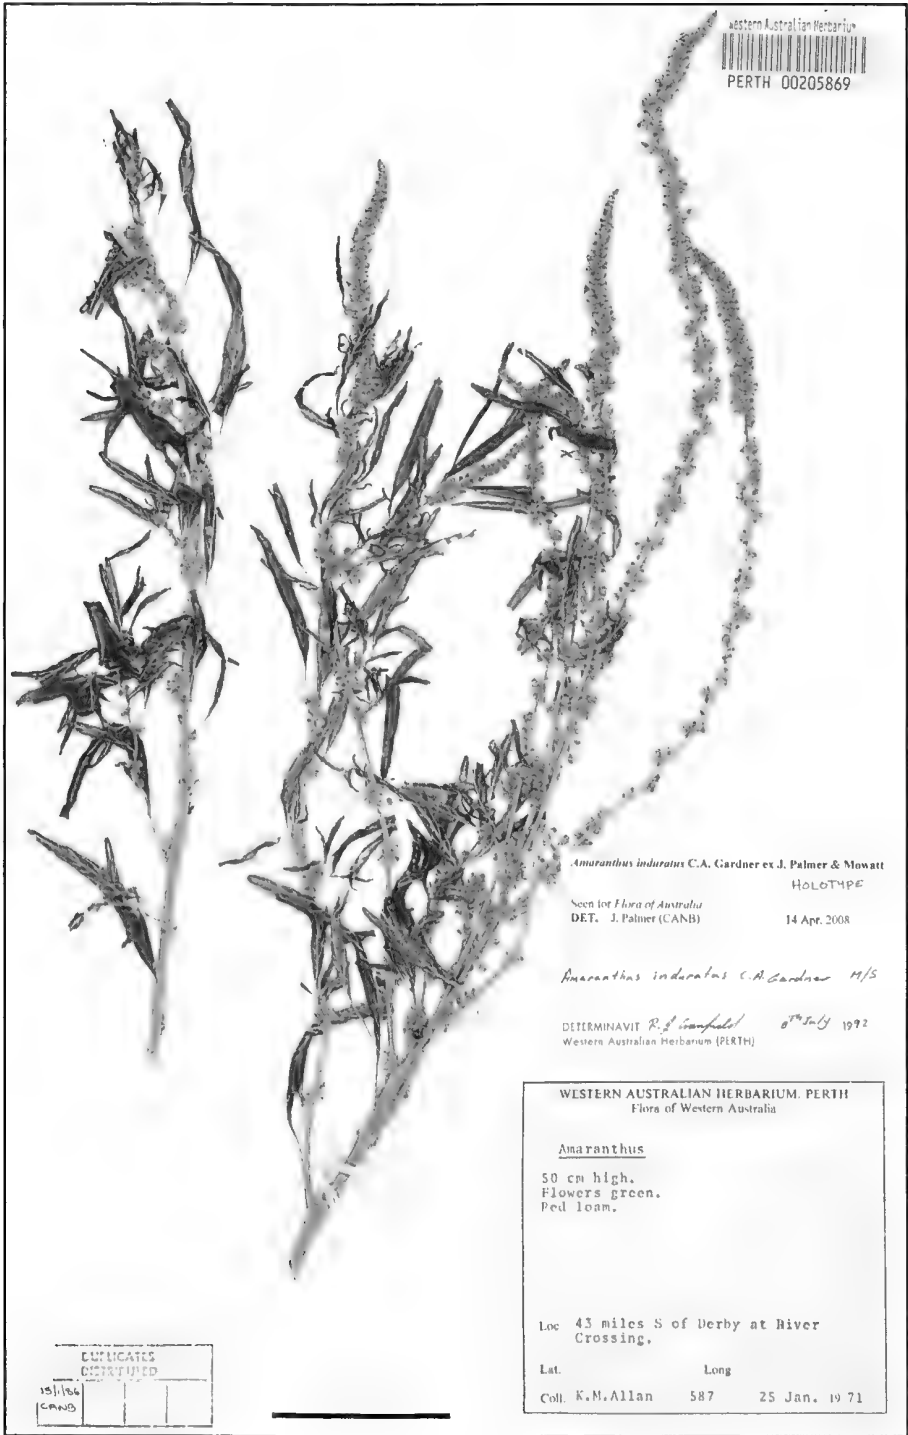 Western Australian Herbarium
PERTH 00205869
Amaranthus induratus C.A. Gardner ex J. Palmer & Mowatt
HOLOTYPE
Seen for Flora of Australia
DET. J. Palmer (CANB) 14 Apr. 2008
Amaranthus induratus C.A. Gardner M/S
DETERMINAVIT R.J. Cranfield 8TH July 1992
Western Australian Herbarium (PERTH)
WESTERN AUSTRALIAN HERBARIUM. PERTH
Flora of Western Australia
Amaranthus
50 cm high.
Flowers green.
Red loam.
Loc 43 miles S of Derby at River
Crossing.
Lat. Long
Coll. K.M.Allan 587 25 Jan. 1971
DUPLICATES
DISTRIBUTED
15/1/86
CANB